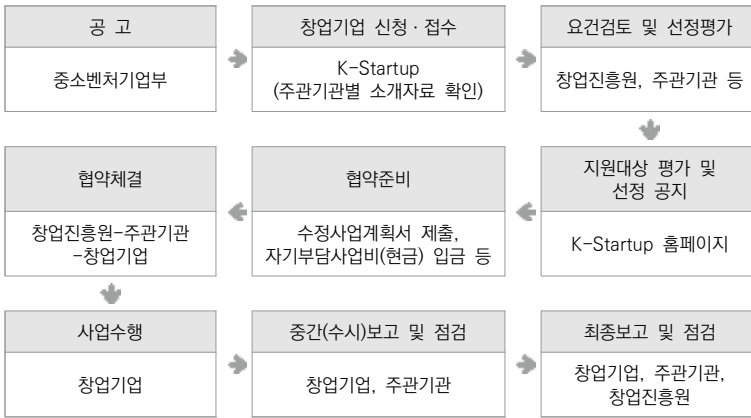 공 고
중소벤처기업부
창업기업 신청·접수
K-Startup
(주관기관별 소개자료 확인)
요건검토 및 선정평가
창업진흥원, 주관기관 등
지원대상 평가 및
선정 공지
K-Startup 홈페이지
협약준비
수정사업계획서 제출,
자기부담사업비(현금) 입금 등
협약체결
창업진흥원-주관기관
-창업기업
사업수행
창업기업
중간(수시)보고 및 점검
창업기업, 주관기관
최종보고 및 점검
창업기업, 주관기관,
창업진흥원